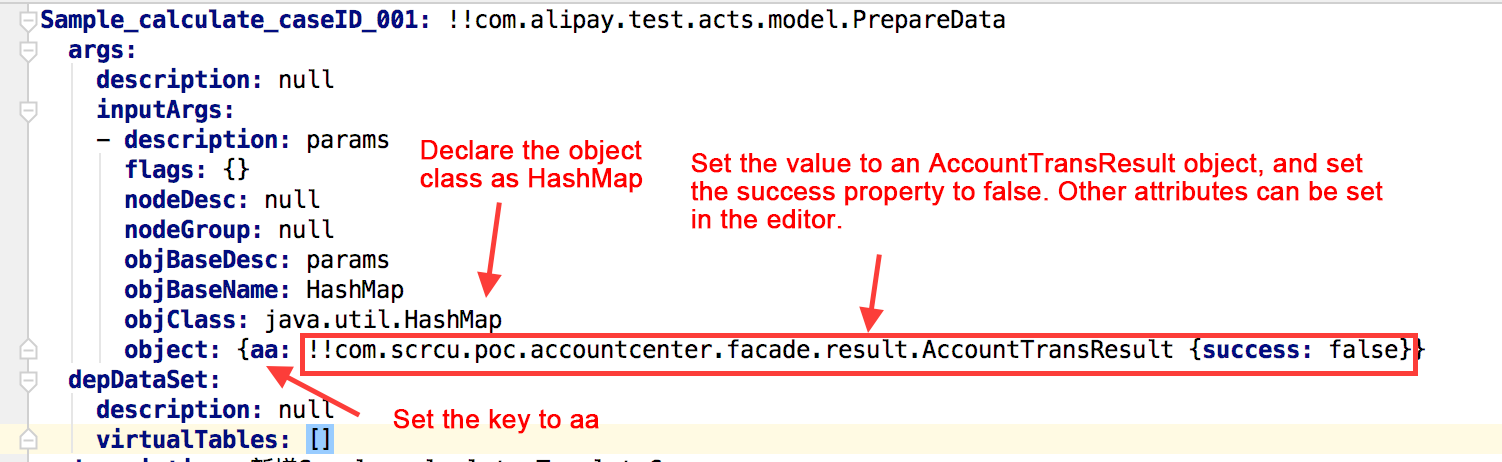 Sample_calculate_caseID_001: !!com.alipay.test.acts.model.PrepareData
args:
description: null
inputArgs:
- description: params
flags: {}
nodeDesc: null
nodeGroup: null
objBaseDesc: params
objBaseName: HashMap
objClass: java.util.HashMap
object: {aa: !!com.scrcu.poc.accountcenter.facade.result.AccountTransResult {success: false}}
depDataSet:
description: null
virtualTables: []
Declare the object
class as HashMap
Set the value to an AccountTransResult object, and set
the success property to false. Other attributes can be set
in the editor.
Set the key to aa